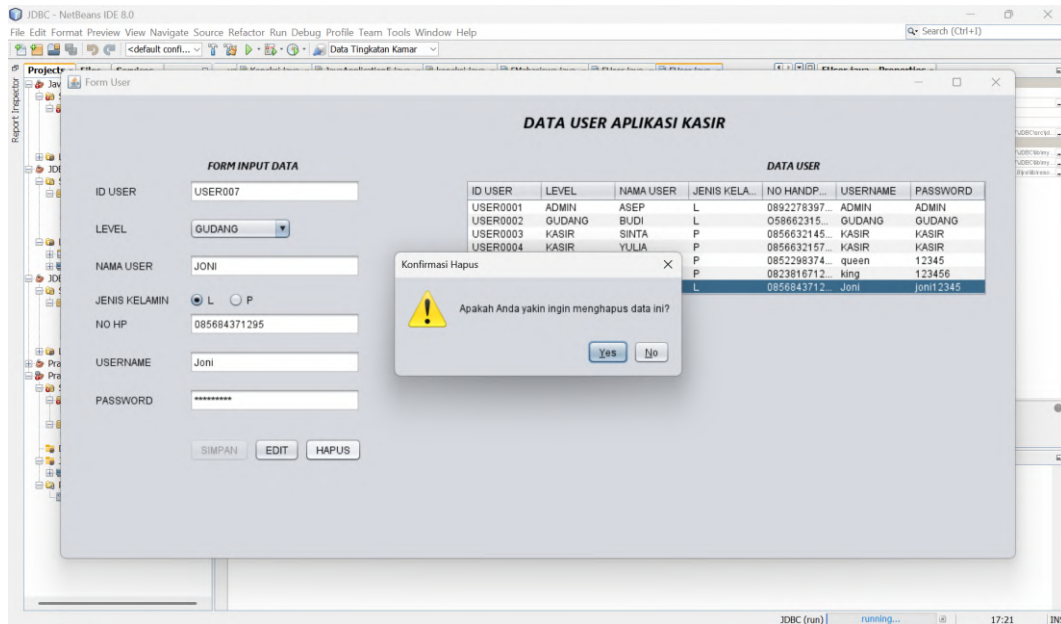 JDBC - NetBeans IDE 8.0
File Edit Format Preview View Navigate Source Refactor Run Debug Profile Team Tools Window Help
Search (Ctrl+I)
<default confi...
Data Tingkatan Kamar
Report Inspector
Form User
DATA USER APLIKASI KASIR
FORM INPUT DATA
DATA USER
ID USER USER007
LEVEL GUDANG
NAMA USER JONI
JENIS KELAMIN L P
NO HP 085684371295
USERNAME Joni
PASSWORD *********
SIMPAN EDIT HAPUS
ID USER LEVEL NAMA USER JENIS KELA... NO HANDP... USERNAME PASSWORD
USER0001 ADMIN ASEP L 0892278397... ADMIN ADMIN
USER0002 GUDANG BUDI L 058662315... GUDANG GUDANG
USER0003 KASIR SINTA P 0856632145... KASIR KASIR
USER0004 KASIR YULIA P 0856632157... KASIR KASIR
P 0852298374... queen 12345
P 0823816712... king 123456
L 0856843712... Joni joni12345
Konfirmasi Hapus
Apakah Anda yakin ingin menghapus data ini?
Yes No
JDBC (run) running... 17:21 IN